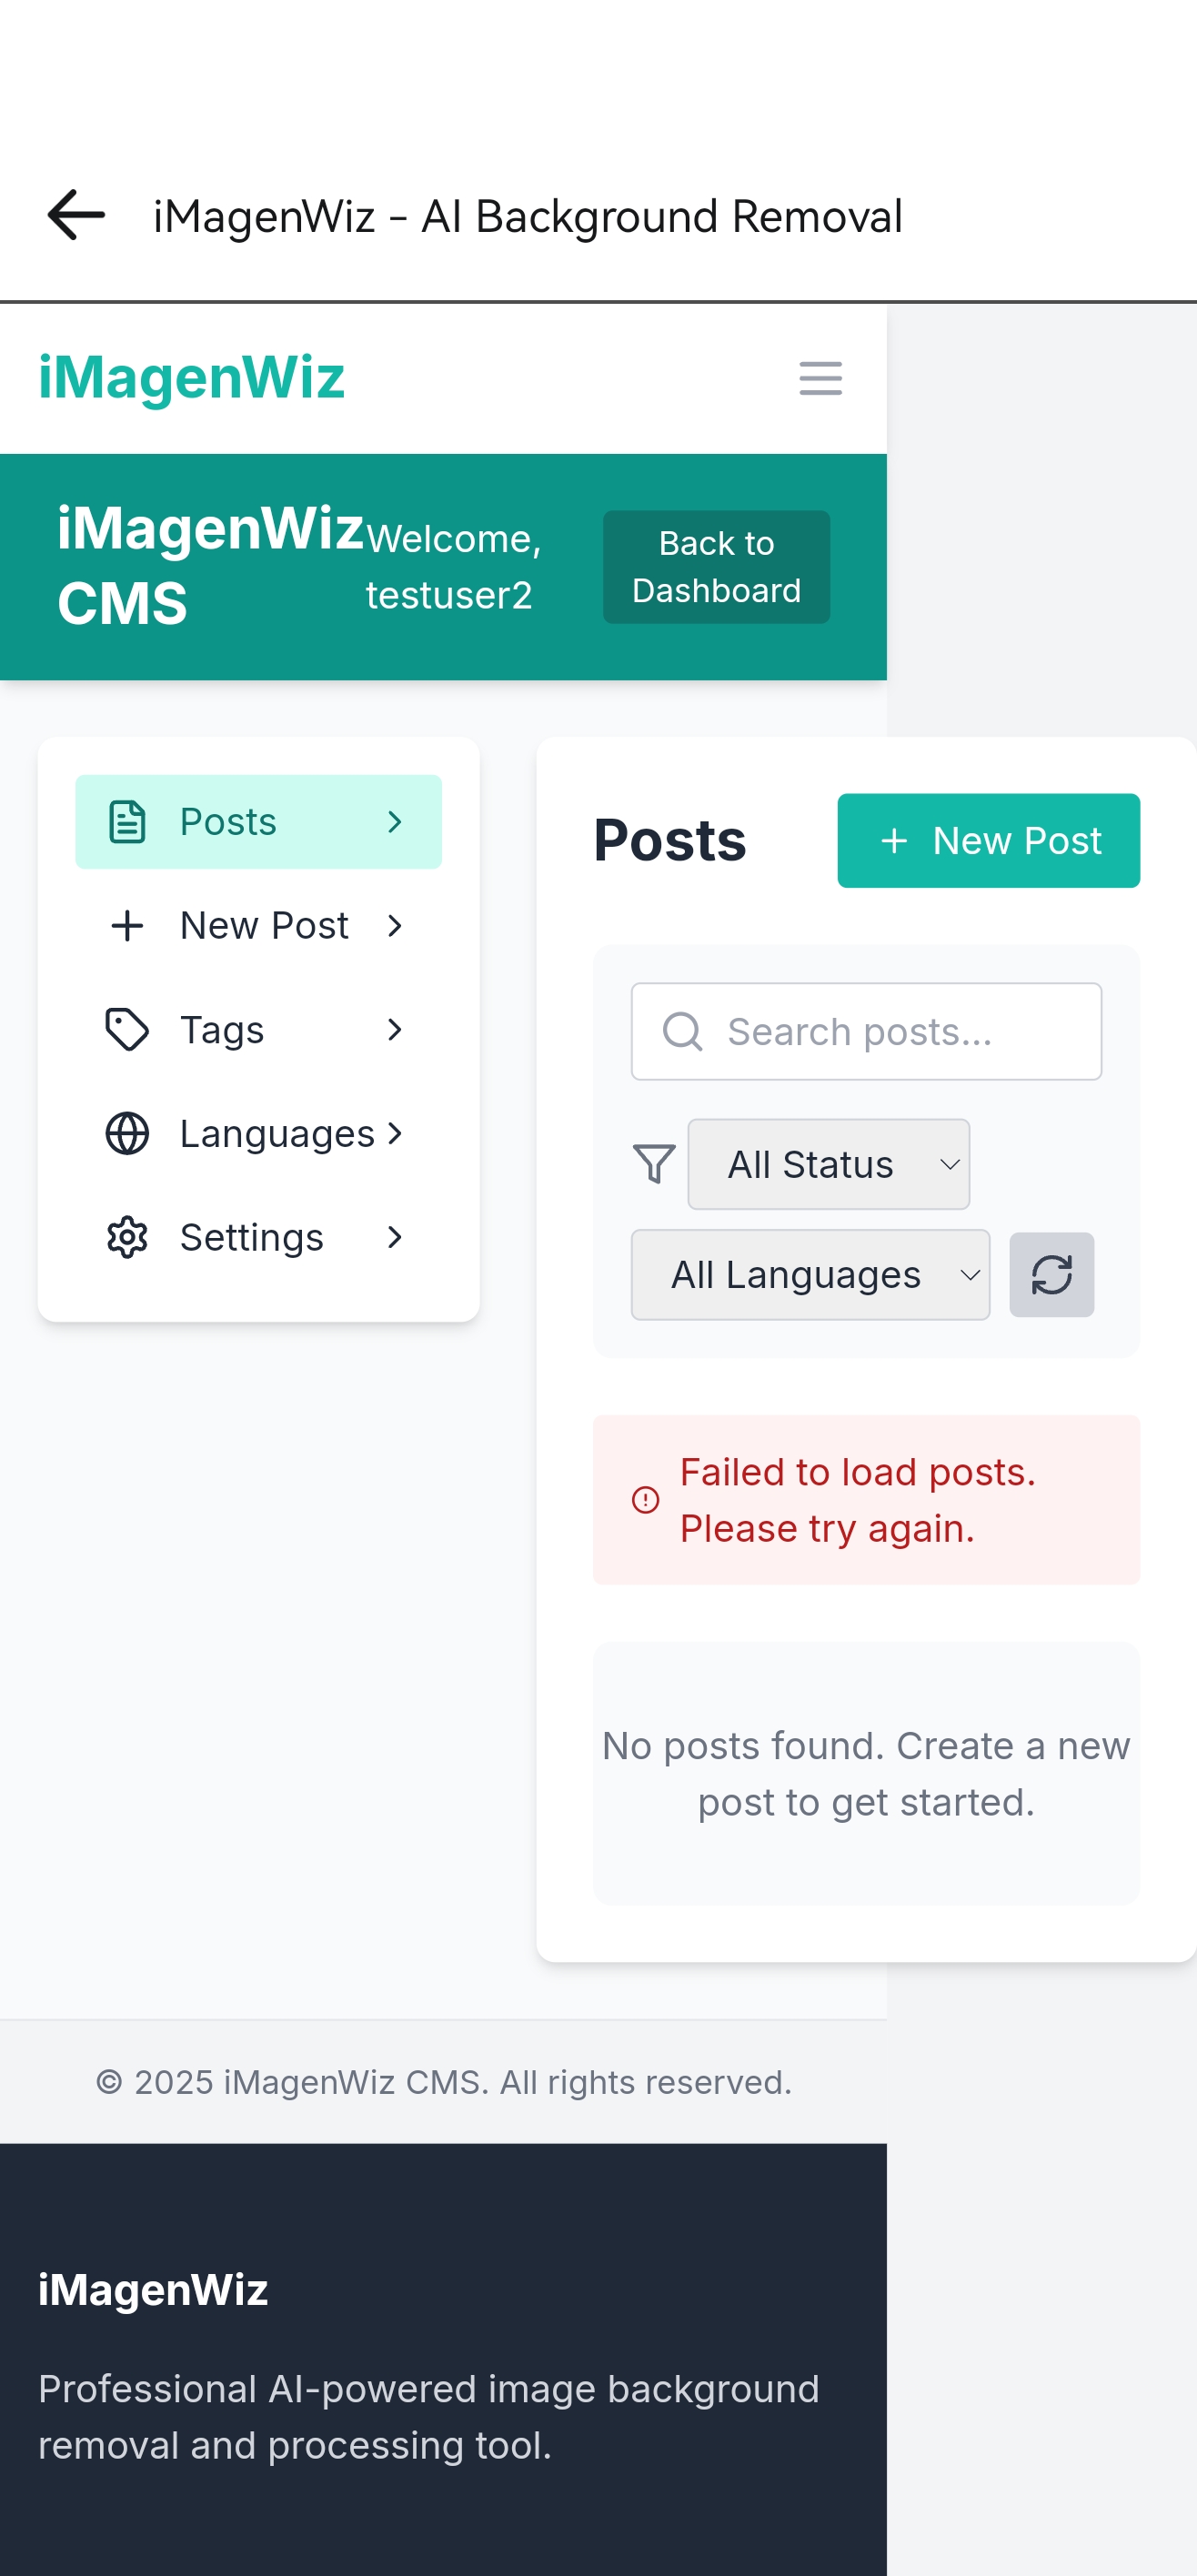 iMagenWiz - AI Background Removal
iMagenWiz
iMagenWiz
CMS
Welcome,
testuser2
Back to
Dashboard
Posts
New Post
Tags
Languages
Settings
Posts
New Post
Search posts...
All Status
All Languages
Failed to load posts.
Please try again.
No posts found. Create a new
post to get started.
© 2025 iMagenWiz CMS. All rights reserved.
iMagenWiz
Professional AI-powered image background
removal and processing tool.